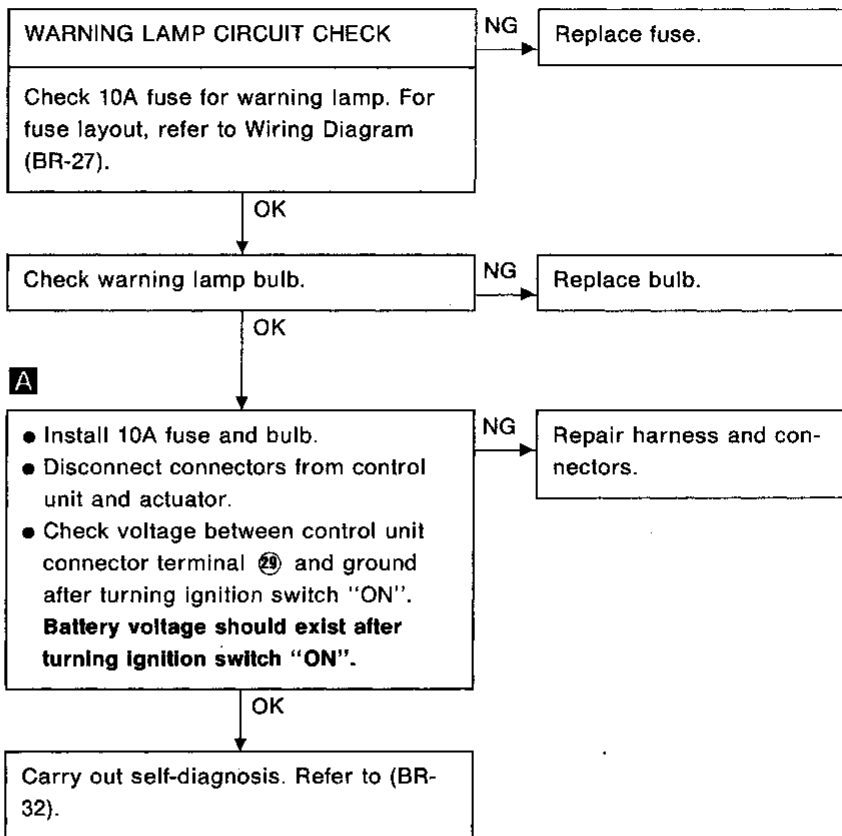 WARNING LAMP CIRCUIT CHECK
NG
Replace fuse.
Check 10A fuse for warning lamp. For
fuse layout, refer to Wiring Diagram
(BR-27).
OK
Check warning lamp bulb.
NG
Replace bulb.
OK
A
● Install 10A fuse and bulb.
● Disconnect connectors from control
unit and actuator.
● Check voltage between control unit
connector terminal ㉙ and ground
after turning ignition switch "ON".
Battery voltage should exist after
turning ignition switch "ON".
NG
Repair harness and con-
nectors.
OK
Carry out self-diagnosis. Refer to (BR-
32).